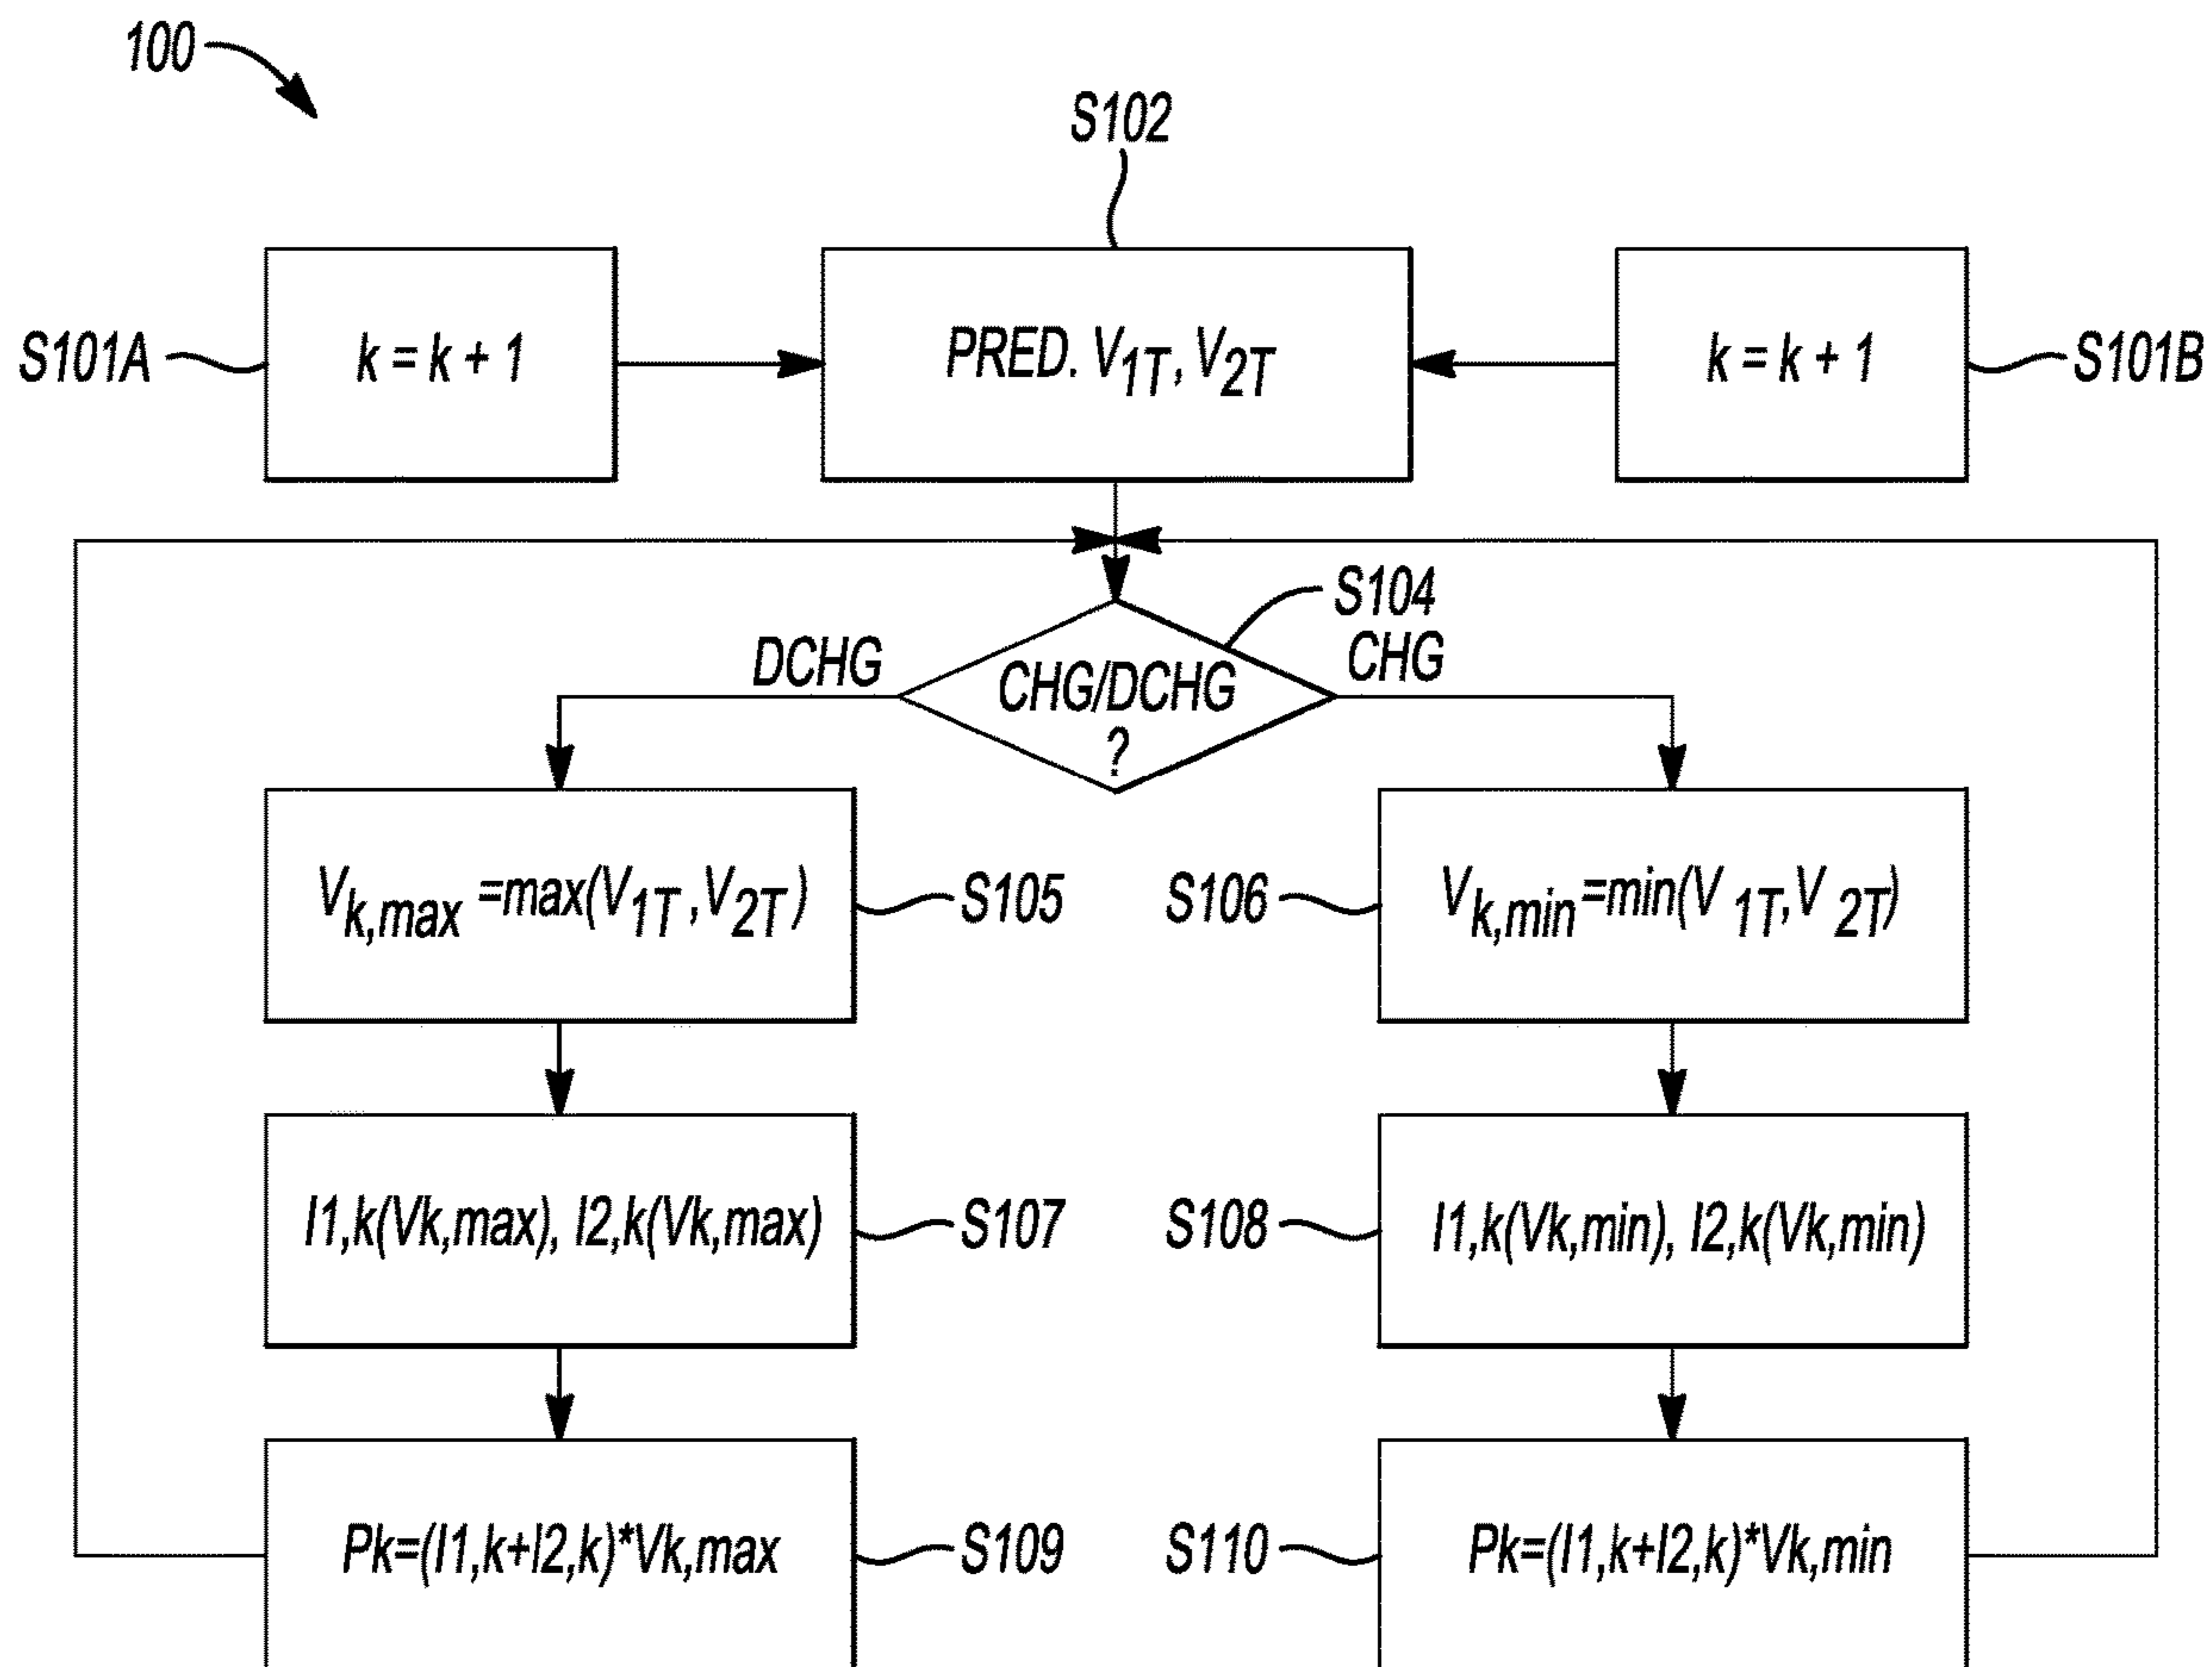 100
S102
S101A
k = k + 1
PRED. V1T, V2T
k = k + 1
S101B
S104
DCHG
CHG
CHG/DCHG
?
Vk,max =max(V1T ,V2T )
S105
S106
Vk,min =min(V 1T,V 2T)
I1,k(Vk,max), I2,k(Vk,max)
S107
S108
I1,k(Vk,min), I2,k(Vk,min)
Pk=(I1,k+I2,k)*Vk,max
S109
S110
Pk=(I1,k+I2,k)*Vk,min